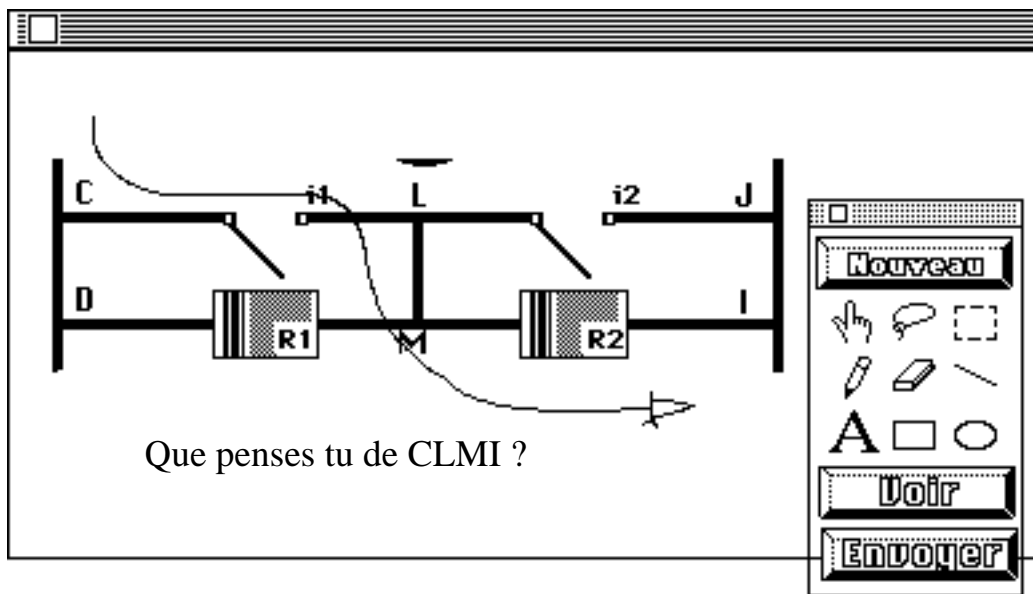 C i1 L i2 J
Nouveau
D R1 M R2 I
A
Que penses tu de CLMI ?
Voir
Envoyer